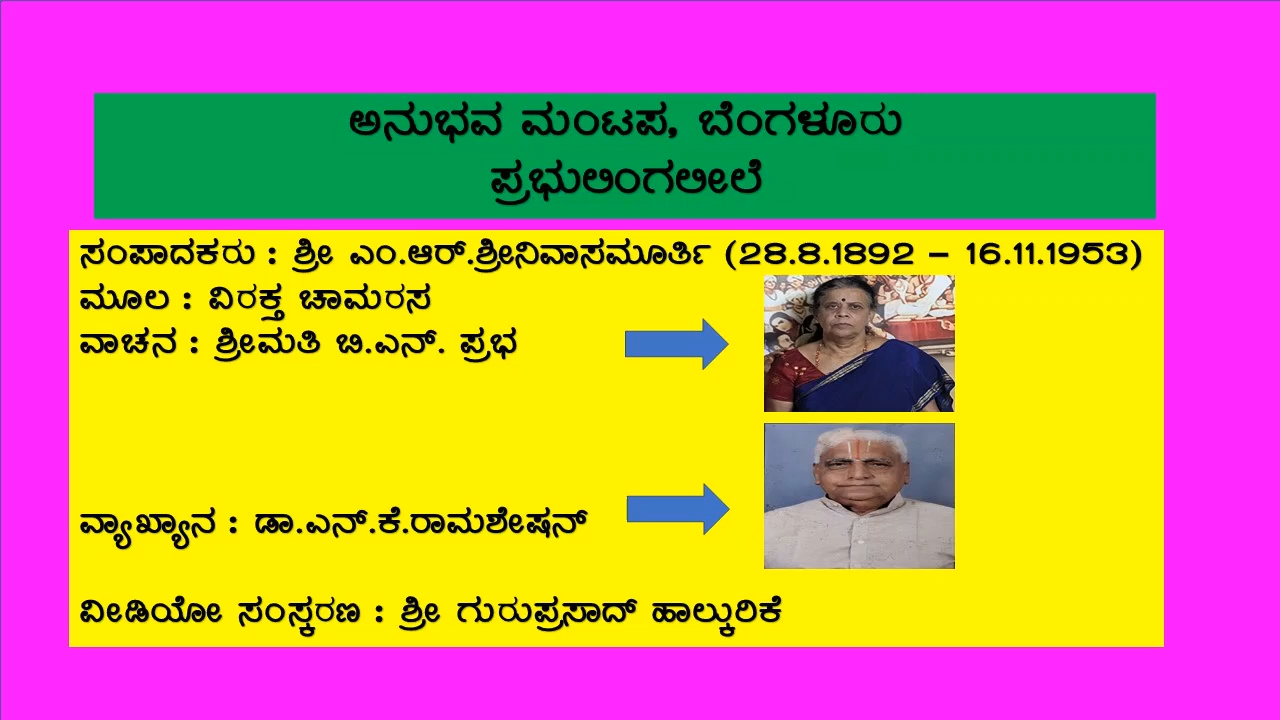 ಅನುಭವ ಮಂಟಪ, ಬೆಂಗಳೂರು
ಪ್ರಭುಲಿಂಗಲೀಲೆ
ಸಂಪಾದಕರು : ಶ್ರೀ ಎಂ.ಆರ್.ಶ್ರೀನಿವಾಸಮೂರ್ತಿ (28.8.1892 – 16.11.1953)
ಮೂಲ : ವಿರಕ್ತ ಚಾಮರಸ
ವಾಚನ : ಶ್ರೀಮತಿ ಬಿ.ಎನ್. ಪ್ರಭ
ವ್ಯಾಖ್ಯಾನ : ಡಾ.ಎನ್.ಕೆ.ರಾಮಶೇಷನ್
ವೀಡಿಯೋ ಸಂಸ್ಕರಣ : ಶ್ರೀ ಗುರುಪ್ರಸಾದ್ ಹಾಲ್ಕುರಿಕೆ